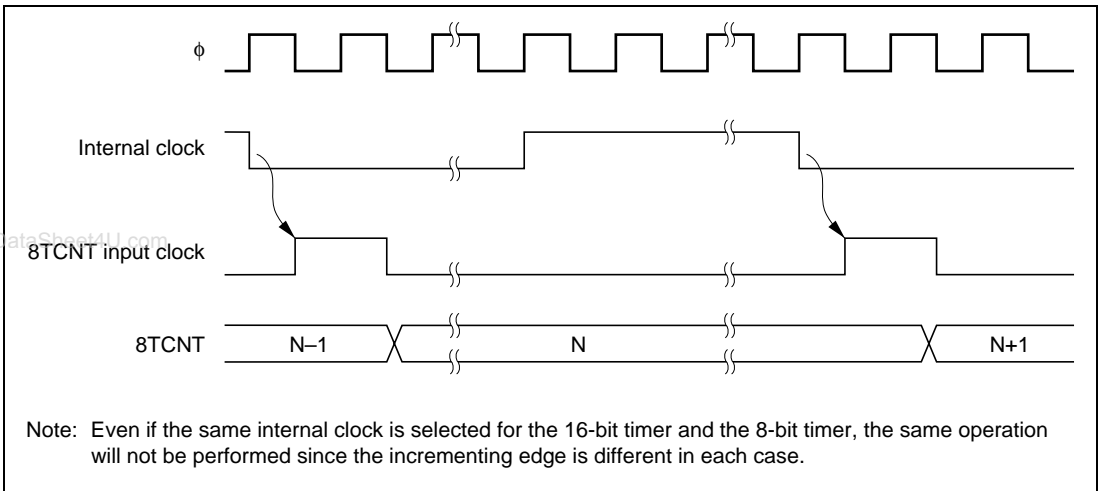 ϕ
Internal clock
ataSheet4U.com
8TCNT input clock
8TCNT
N–1
N
N+1
Note: Even if the same internal clock is selected for the 16-bit timer and the 8-bit timer, the same operation
will not be performed since the incrementing edge is different in each case.